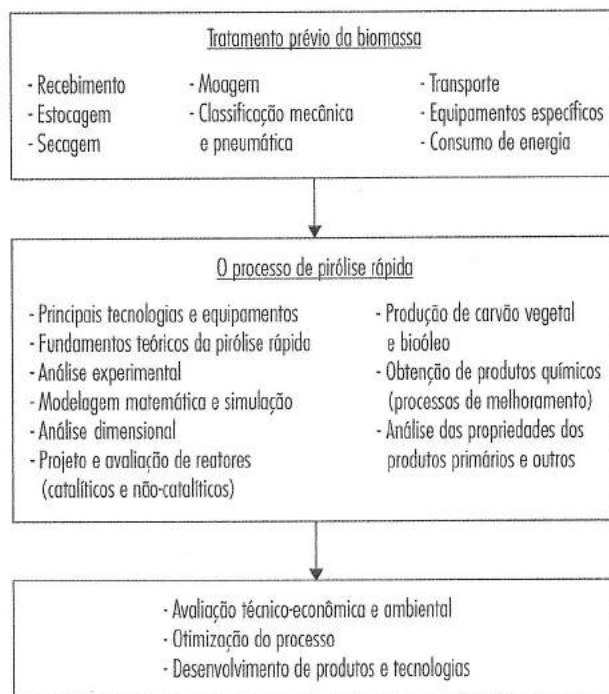 Tratamento prévio da biomassa
- Recebimento
- Estocagem
- Secagem
- Moagem
- Classificação mecânica
e pneumática
- Transporte
- Equipamentos específicos
- Consumo de energia
O processo de pirólise rápida
- Principais tecnologias e equipamentos
- Fundamentos teóricos da pirólise rápida
- Análise experimental
- Modelagem matemática e simulação
- Análise dimensional
- Projeto e avaliação de reatores
(catalíticos e não-catalíticos)
- Produção de carvão vegetal
e bioóleo
- Obtenção de produtos químicos
(processos de melhoramento)
- Análise das propriedades dos
produtos primários e outros
- Avaliação técnico-econômica e ambiental
- Otimização do processo
- Desenvolvimento de produtos e tecnologias